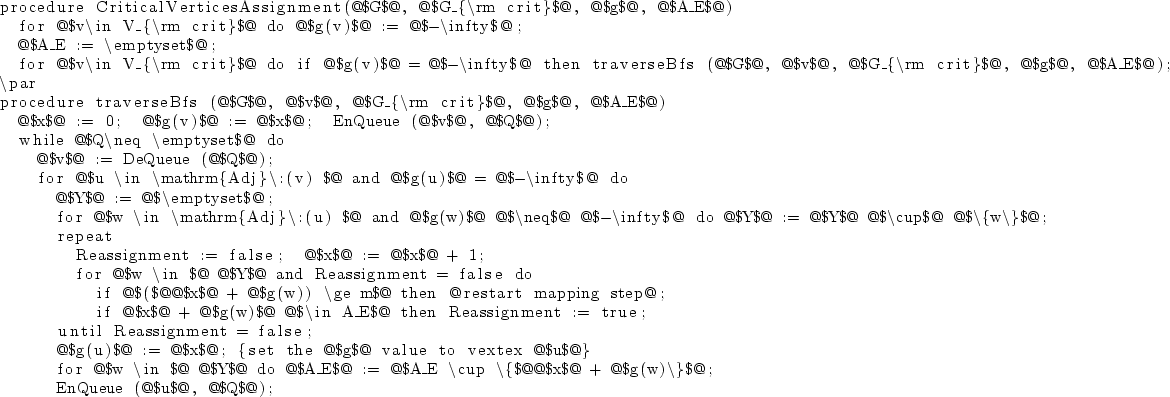 procedure CriticalVerticesAssignment(@$G$@, @$G_{\rm crit}$@, @$g$@, @$A_E$@)
for @$v\in V_{\rm crit}$@ do @$g(v)$@ := @$-\infty$@;
@$A_E := \emptyset$@;
for @$v\in V_{\rm crit}$@ do if @$g(v)$@ = @$-\infty$@ then traverseBfs (@$G$@, @$v$@, @$G_{\rm crit}$@, @$g$@, @$A_E$@);
\par
procedure traverseBfs (@$G$@, @$v$@, @$G_{\rm crit}$@, @$g$@, @$A_E$@)
@$x$@ := 0; @$g(v)$@ := @$x$@; EnQueue (@$v$@, @$Q$@);
while @$Q\neq \emptyset$@ do
@$v$@ := DeQueue (@$Q$@);
for @$u \in \mathrm{Adj}\:(v) $@ and @$g(u)$@ = @$-\infty$@ do
@$Y$@ := @$\emptyset$@;
for @$w \in \mathrm{Adj}\:(u) $@ and @$g(w)$@ @$\neq$@ @$-\infty$@ do @$Y$@ := @$Y$@ @$\cup$@ @$\{w\}$@;
repeat
Reassignment := false; @$x$@ := @$x$@ + 1;
for @$w \in $@ @$Y$@ and Reassignment = false do
if @$($@@$x$@ + @$g(w)) \ge m$@ then @restart mapping step@;
if @$x$@ + @$g(w)$@ @$\in A_E$@ then Reassignment := true;
until Reassignment = false;
@$g(u)$@ := @$x$@; {set the @$g$@ value to vextex @$u$@}
for @$w \in $@ @$Y$@ do @$A_E$@ := @$A_E \cup \{$@@$x$@ + @$g(w)\}$@;
EnQueue (@$u$@, @$Q$@);